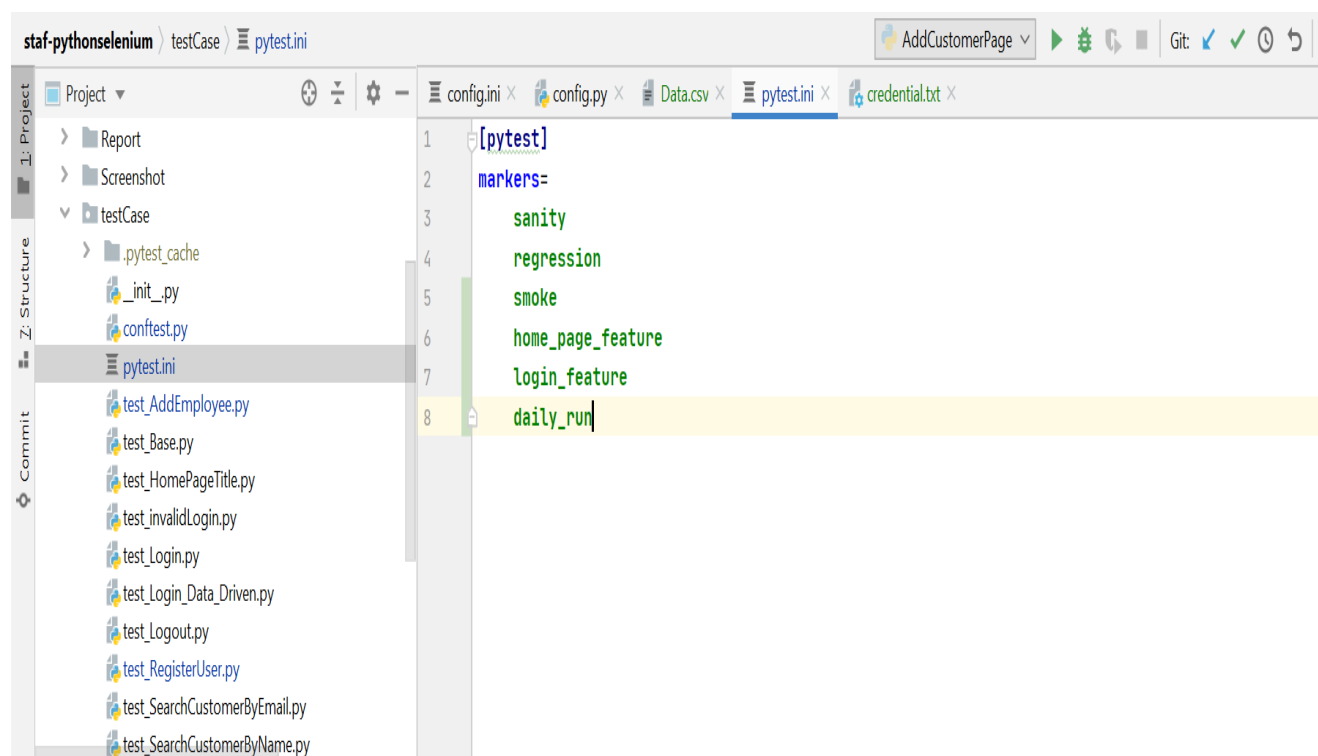 staf-pythonselenium 〉 testCase 〉 pytest.ini
AddCustomerPage
Git:
1: Project
Z: Structure
Commit
Project
Report
Screenshot
testCase
.pytest_cache
__init__.py
conftest.py
pytest.ini
test_AddEmployee.py
test_Base.py
test_HomePageTitle.py
test_invalidLogin.py
test_Login.py
test_Login_Data_Driven.py
test_Logout.py
test_RegisterUser.py
test_SearchCustomerByEmail.py
test_SearchCustomerByName.py
config.ini × config.py × Data.csv × pytest.ini × credential.txt ×
1 [pytest]
2 markers=
3 sanity
4 regression
5 smoke
6 home_page_feature
7 login_feature
8 daily_run